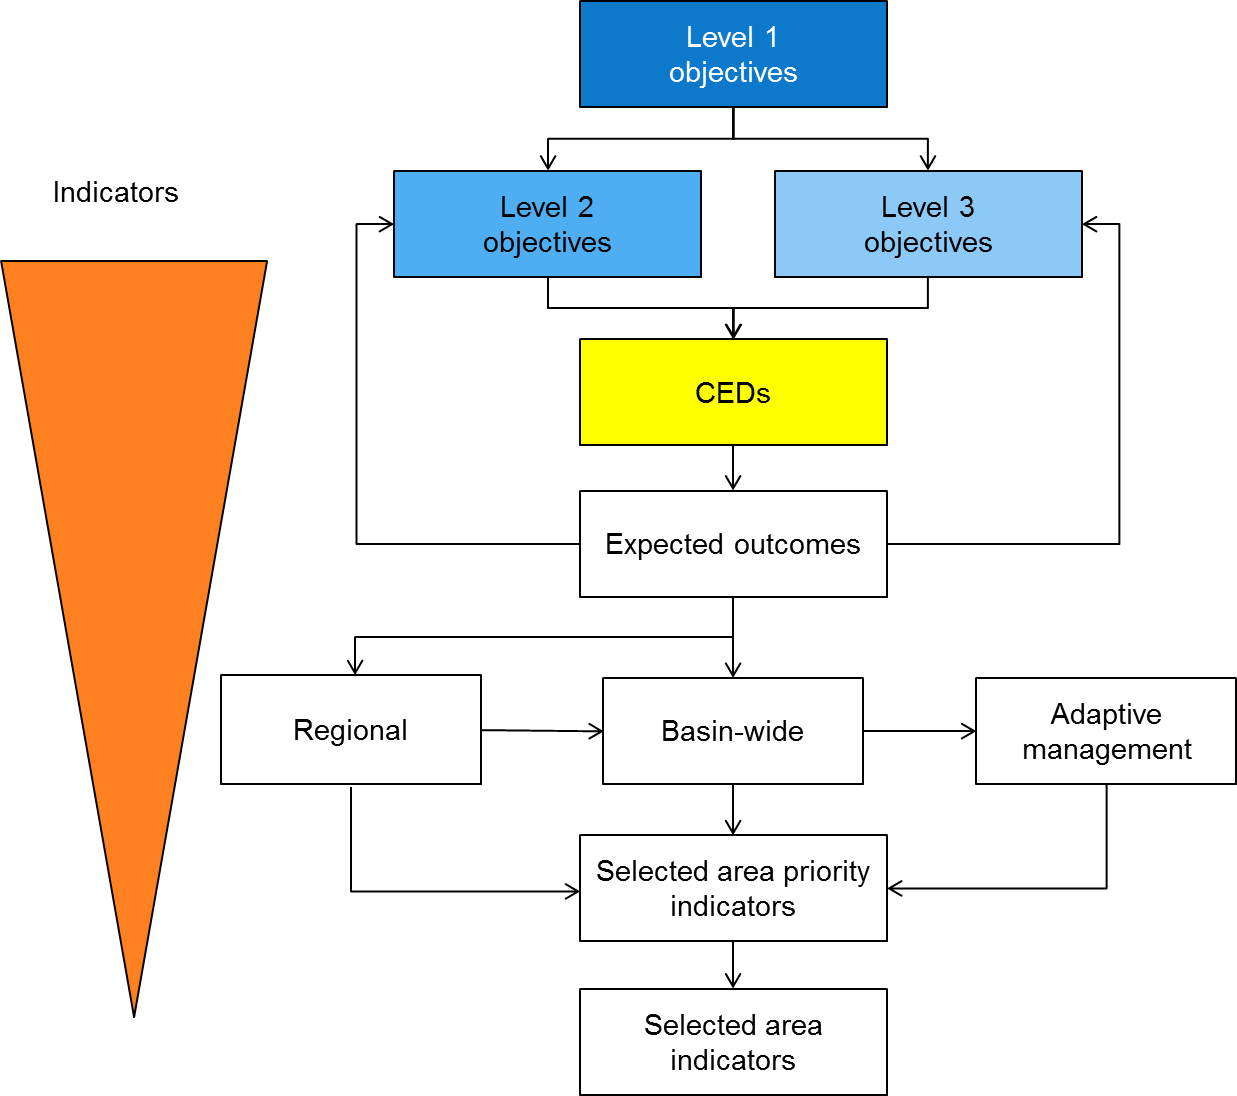 Level 1
objectives
Indicators
Level 2
objectives
Level 3
objectives
CEDs
Expected outcomes
Regional
Basin-wide
Adaptive
management
Selected area priority
indicators
Selected area
indicators